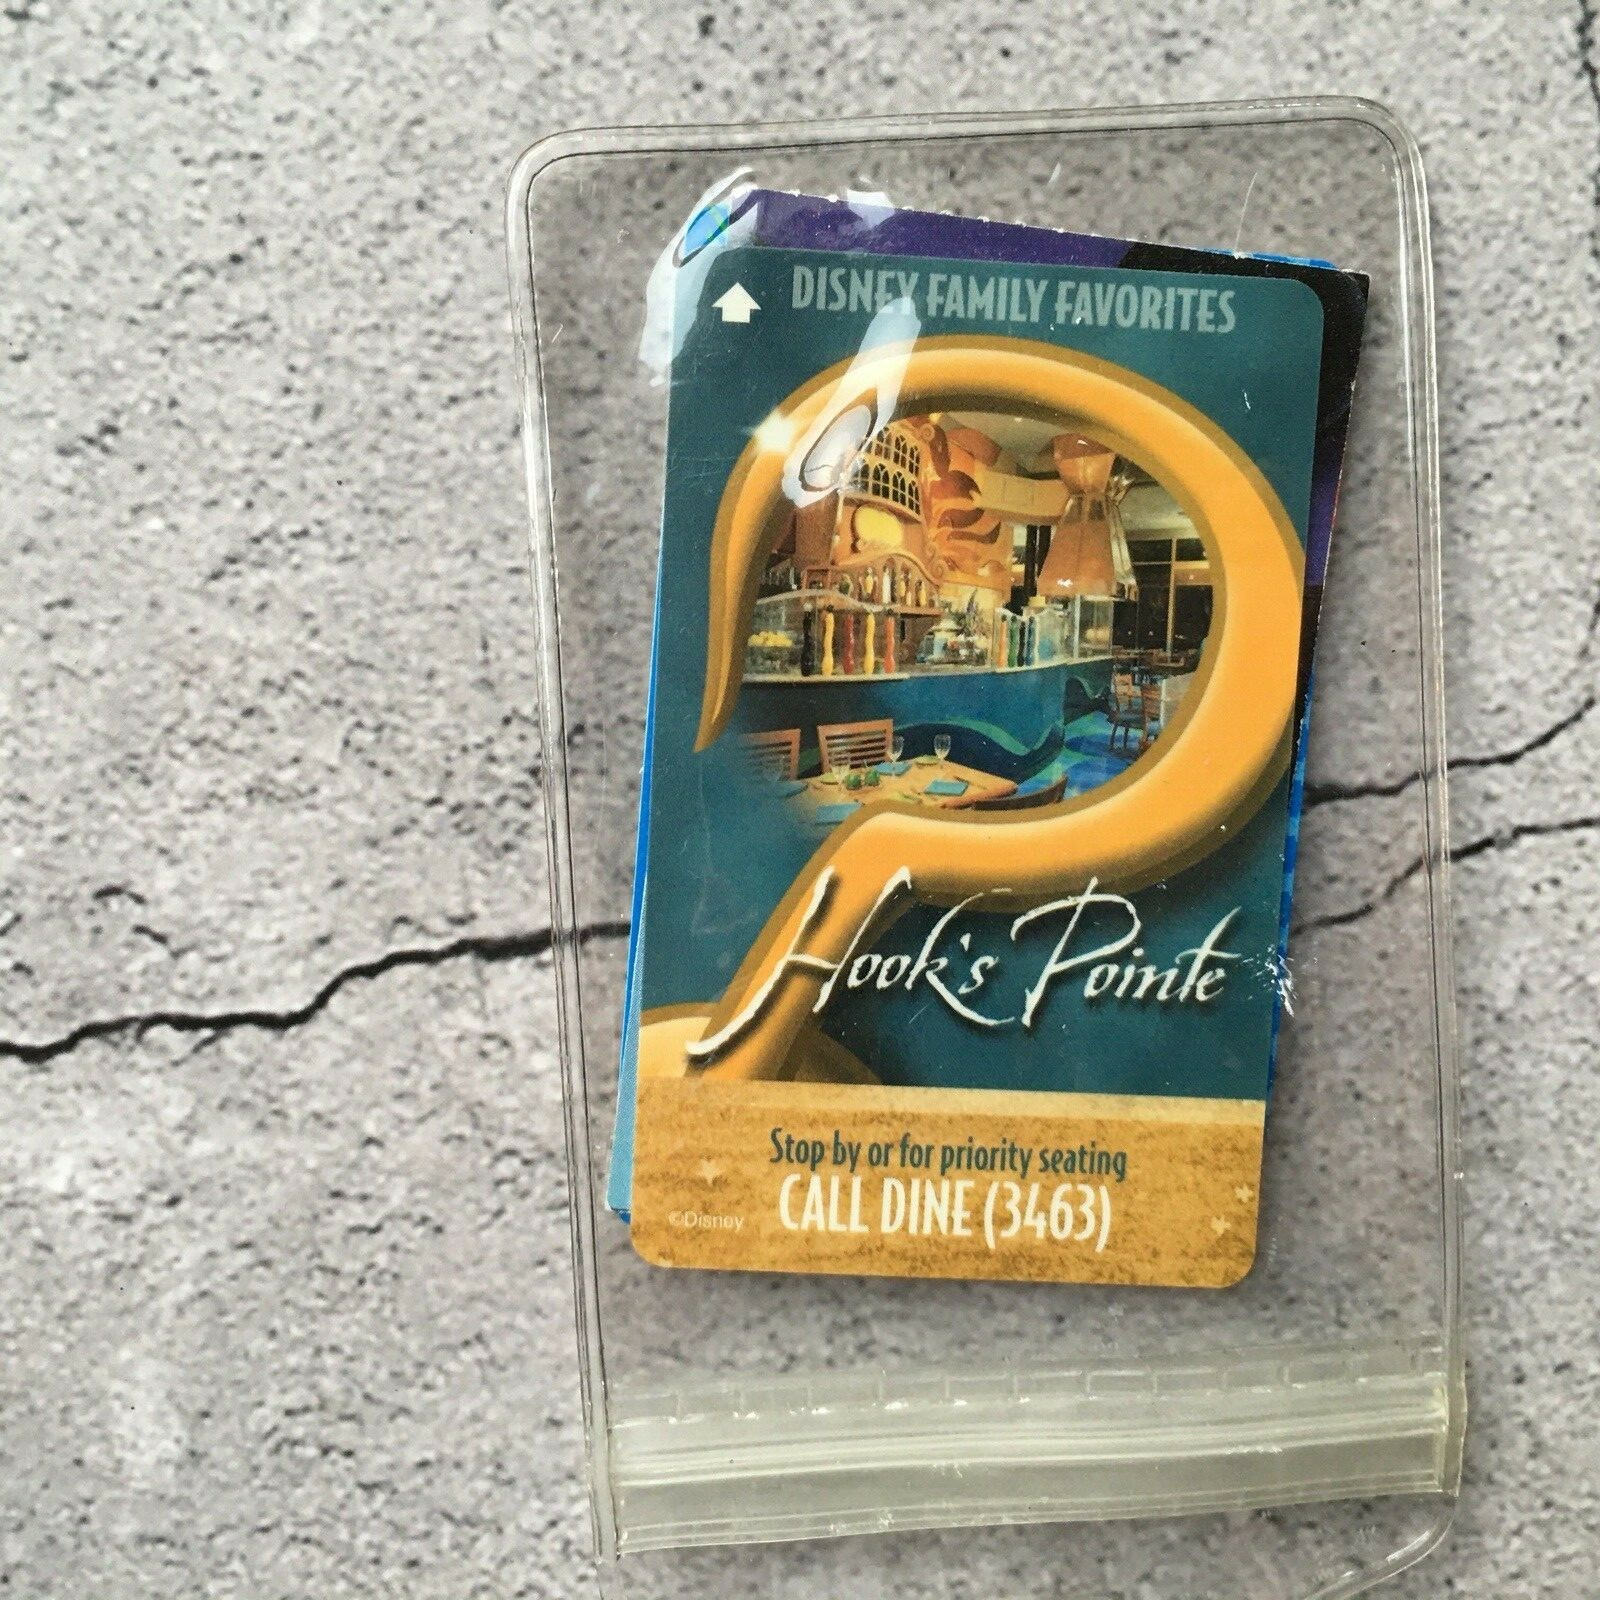 DISNEY FAMILY FAVORITES
Hook's Pointe
Stop by or for priority seating
CALL DINE (3463)
©Disney